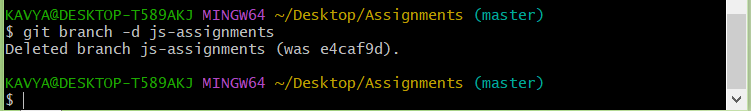 KAVYA@DESKTOP-T589AKJ MINGW64 ~/Desktop/Assignments (master)
$ git branch -d js-assignments
Deleted branch js-assignments (was e4caf9d).
KAVYA@DESKTOP-T589AKJ MINGW64 ~/Desktop/Assignments (master)
$